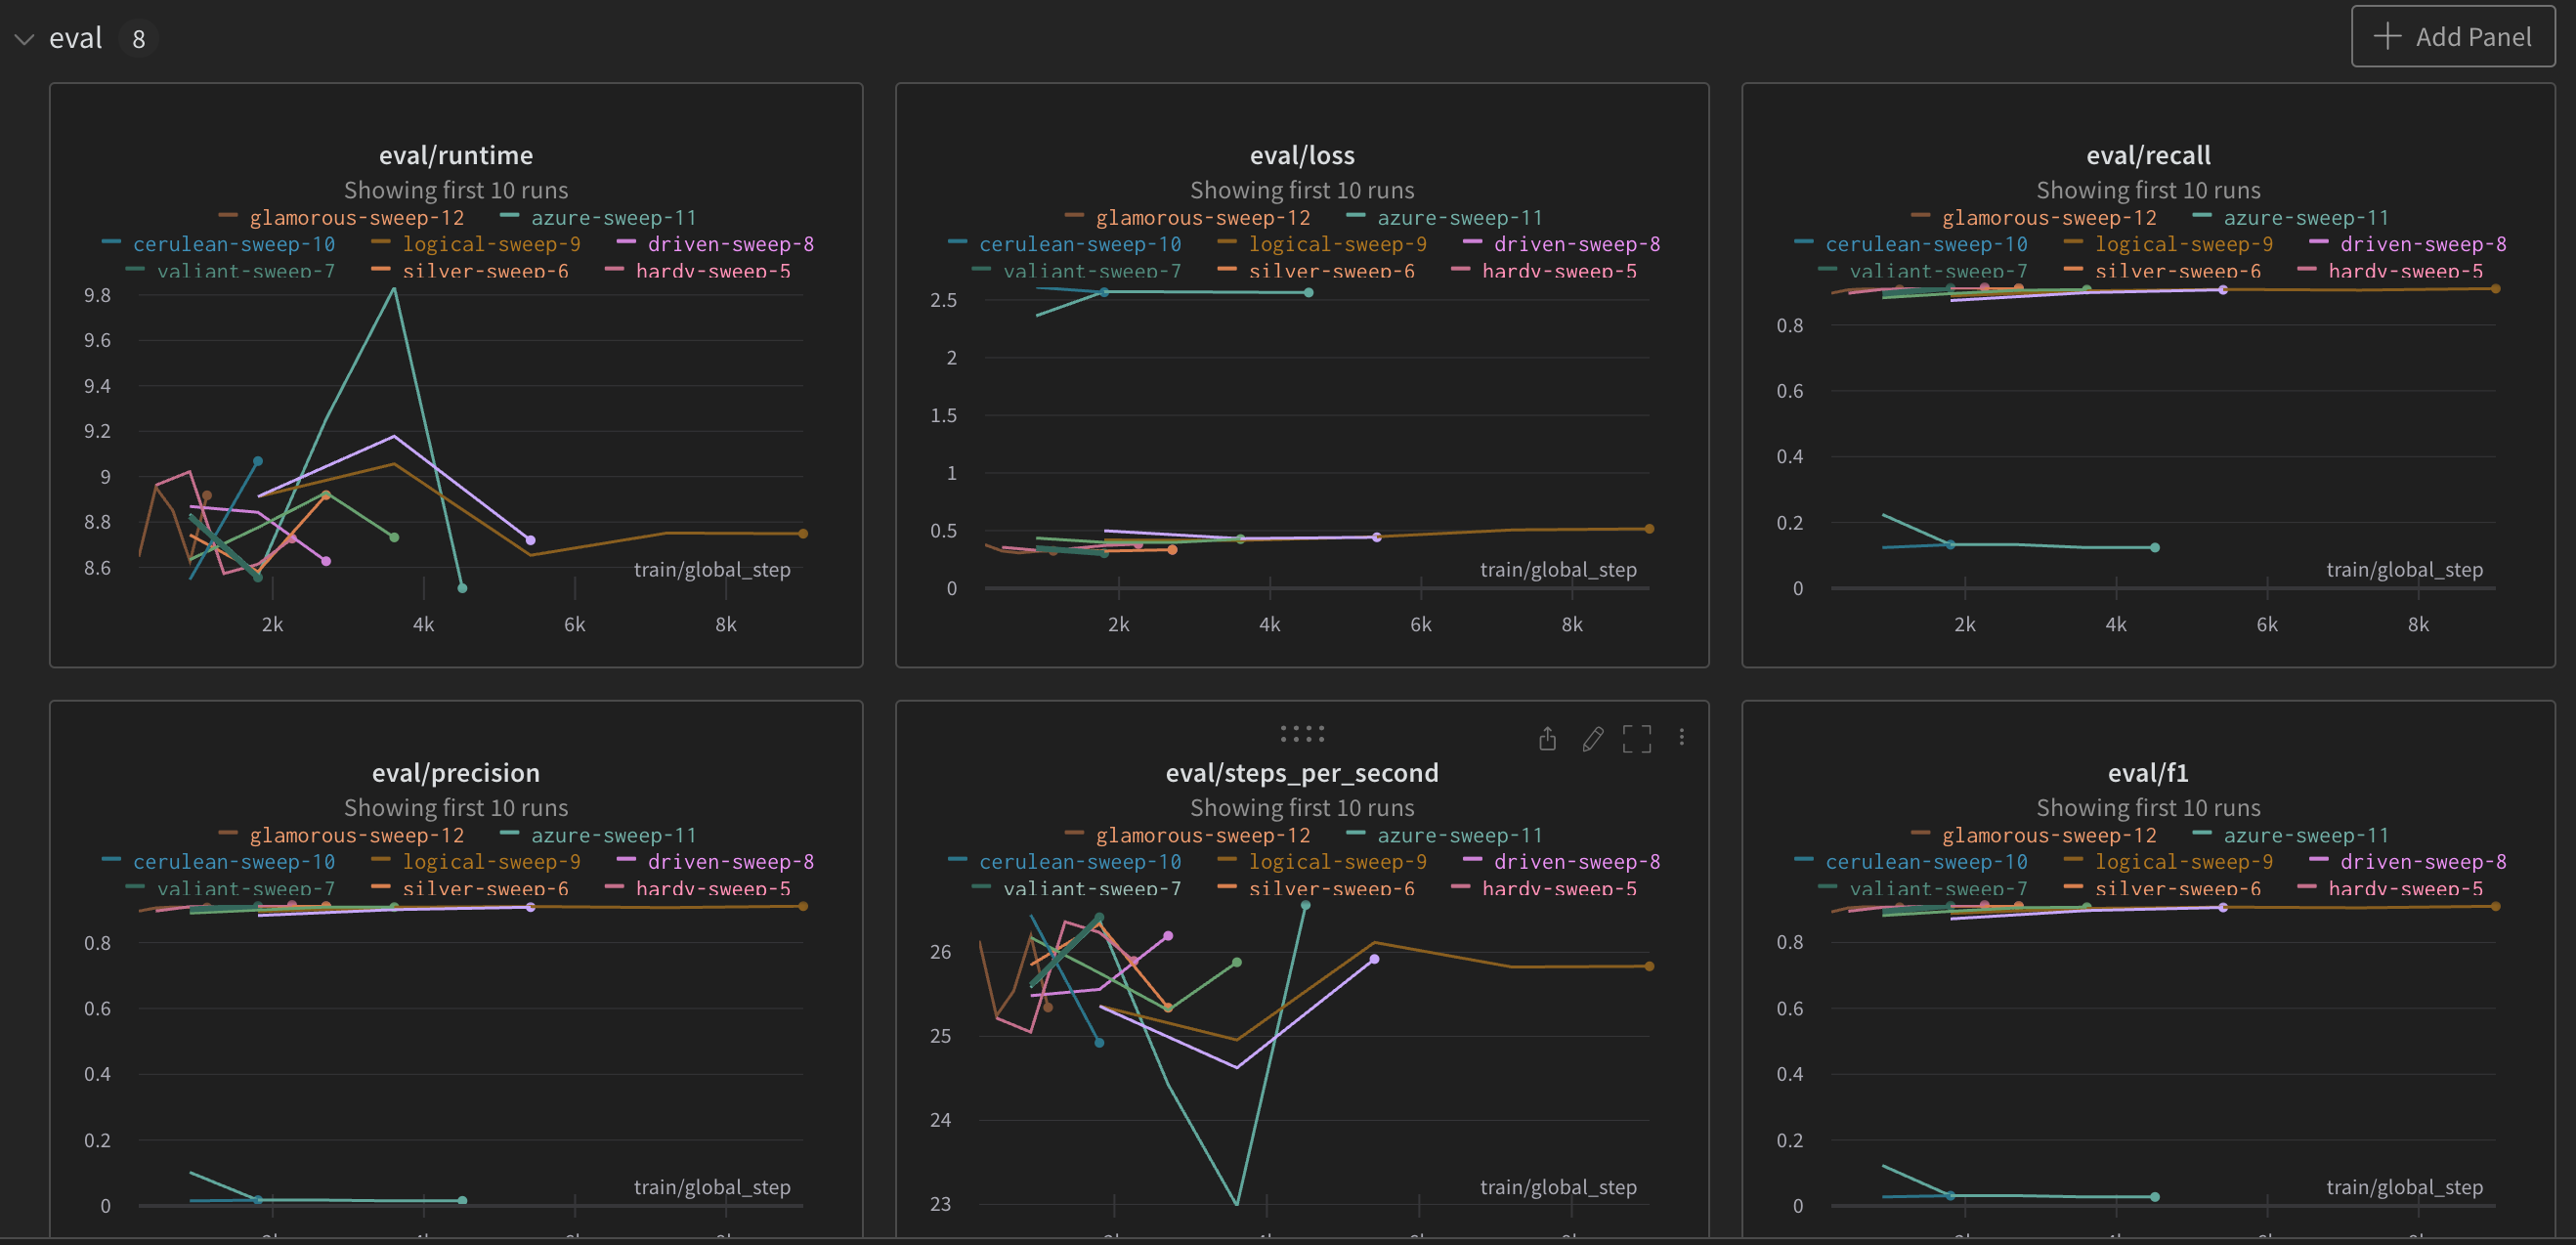 eval 8
Add Panel
eval/runtime
Showing first 10 runs
glamorous-sweep-12 azure-sweep-11
cerulean-sweep-10 logical-sweep-9 driven-sweep-8
valiant-sweep-7 silver-sweep-6 hardy-sweep-5
9.8
9.6
9.4
9.2
9
8.8
8.6
train/global_step
2k 4k 6k 8k
eval/loss
Showing first 10 runs
glamorous-sweep-12 azure-sweep-11
cerulean-sweep-10 logical-sweep-9 driven-sweep-8
valiant-sweep-7 silver-sweep-6 hardy-sweep-5
2.5
2
1.5
1
0.5
0
train/global_step
2k 4k 6k 8k
eval/recall
Showing first 10 runs
glamorous-sweep-12 azure-sweep-11
cerulean-sweep-10 logical-sweep-9 driven-sweep-8
valiant-sweep-7 silver-sweep-6 hardy-sweep-5
0.8
0.6
0.4
0.2
0
train/global_step
2k 4k 6k 8k
eval/precision
Showing first 10 runs
glamorous-sweep-12 azure-sweep-11
cerulean-sweep-10 logical-sweep-9 driven-sweep-8
valiant-sweep-7 silver-sweep-6 hardy-sweep-5
0.8
0.6
0.4
0.2
0
train/global_step
eval/steps_per_second
Showing first 10 runs
glamorous-sweep-12 azure-sweep-11
cerulean-sweep-10 logical-sweep-9 driven-sweep-8
valiant-sweep-7 silver-sweep-6 hardy-sweep-5
26
25
24
23
train/global_step
eval/f1
Showing first 10 runs
glamorous-sweep-12 azure-sweep-11
cerulean-sweep-10 logical-sweep-9 driven-sweep-8
valiant-sweep-7 silver-sweep-6 hardy-sweep-5
0.8
0.6
0.4
0.2
0
train/global_step